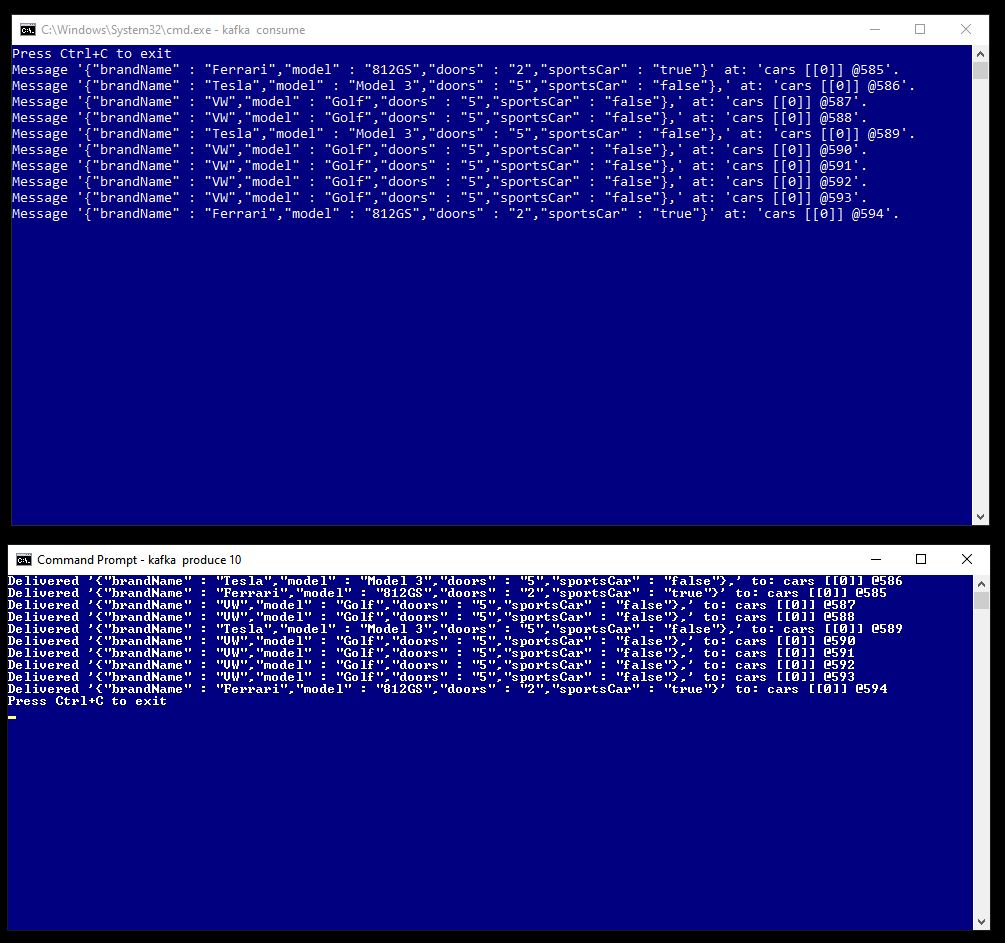 C:\Windows\System32\cmd.exe - kafka  consume
Press Ctrl+C to exit
Message '{"brandName" : "Ferrari","model" : "812GS","doors" : "2","sportsCar" : "true"}' at: 'cars [[0]] @585'.
Message '{"brandName" : "Tesla","model" : "Model 3","doors" : "5","sportsCar" : "false"},' at: 'cars [[0]] @586'.
Message '{"brandName" : "VW","model" : "Golf","doors" : "5","sportsCar" : "false"},' at: 'cars [[0]] @587'.
Message '{"brandName" : "VW","model" : "Golf","doors" : "5","sportsCar" : "false"},' at: 'cars [[0]] @588'.
Message '{"brandName" : "Tesla","model" : "Model 3","doors" : "5","sportsCar" : "false"},' at: 'cars [[0]] @589'.
Message '{"brandName" : "VW","model" : "Golf","doors" : "5","sportsCar" : "false"},' at: 'cars [[0]] @590'.
Message '{"brandName" : "VW","model" : "Golf","doors" : "5","sportsCar" : "false"},' at: 'cars [[0]] @591'.
Message '{"brandName" : "VW","model" : "Golf","doors" : "5","sportsCar" : "false"},' at: 'cars [[0]] @592'.
Message '{"brandName" : "VW","model" : "Golf","doors" : "5","sportsCar" : "false"},' at: 'cars [[0]] @593'.
Message '{"brandName" : "Ferrari","model" : "812GS","doors" : "2","sportsCar" : "true"}' at: 'cars [[0]] @594'.
Command Prompt - kafka  produce 10
Delivered '{"brandName" : "Tesla","model" : "Model 3","doors" : "5","sportsCar" : "false"},' to: cars [[0]] @586
Delivered '{"brandName" : "Ferrari","model" : "812GS","doors" : "2","sportsCar" : "true"}' to: cars [[0]] @585
Delivered '{"brandName" : "VW","model" : "Golf","doors" : "5","sportsCar" : "false"},' to: cars [[0]] @587
Delivered '{"brandName" : "VW","model" : "Golf","doors" : "5","sportsCar" : "false"},' to: cars [[0]] @588
Delivered '{"brandName" : "Tesla","model" : "Model 3","doors" : "5","sportsCar" : "false"},' to: cars [[0]] @589
Delivered '{"brandName" : "VW","model" : "Golf","doors" : "5","sportsCar" : "false"},' to: cars [[0]] @590
Delivered '{"brandName" : "VW","model" : "Golf","doors" : "5","sportsCar" : "false"},' to: cars [[0]] @591
Delivered '{"brandName" : "VW","model" : "Golf","doors" : "5","sportsCar" : "false"},' to: cars [[0]] @592
Delivered '{"brandName" : "VW","model" : "Golf","doors" : "5","sportsCar" : "false"},' to: cars [[0]] @593
Delivered '{"brandName" : "Ferrari","model" : "812GS","doors" : "2","sportsCar" : "true"}' to: cars [[0]] @594
Press Ctrl+C to exit